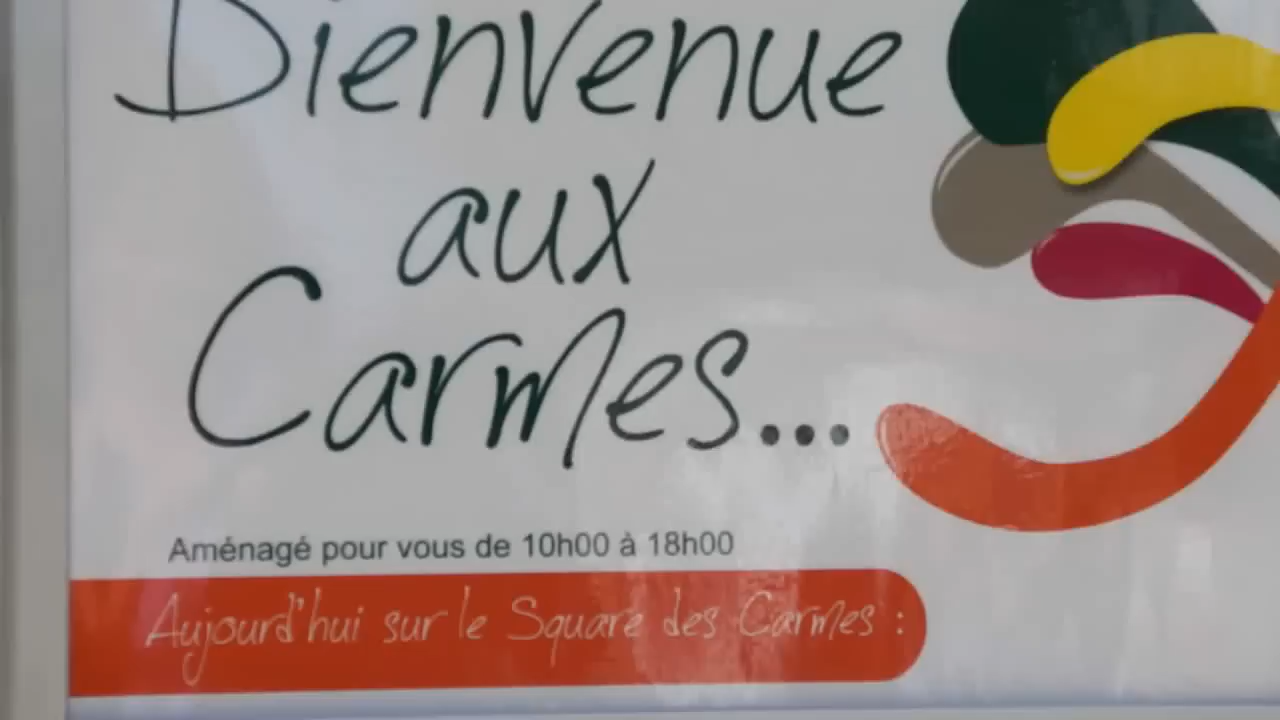 Bienvenue
aux
Carmes...
Aménagé pour vous de 10h00 à 18h00
Aujourd'hui sur le Square des Carmes :